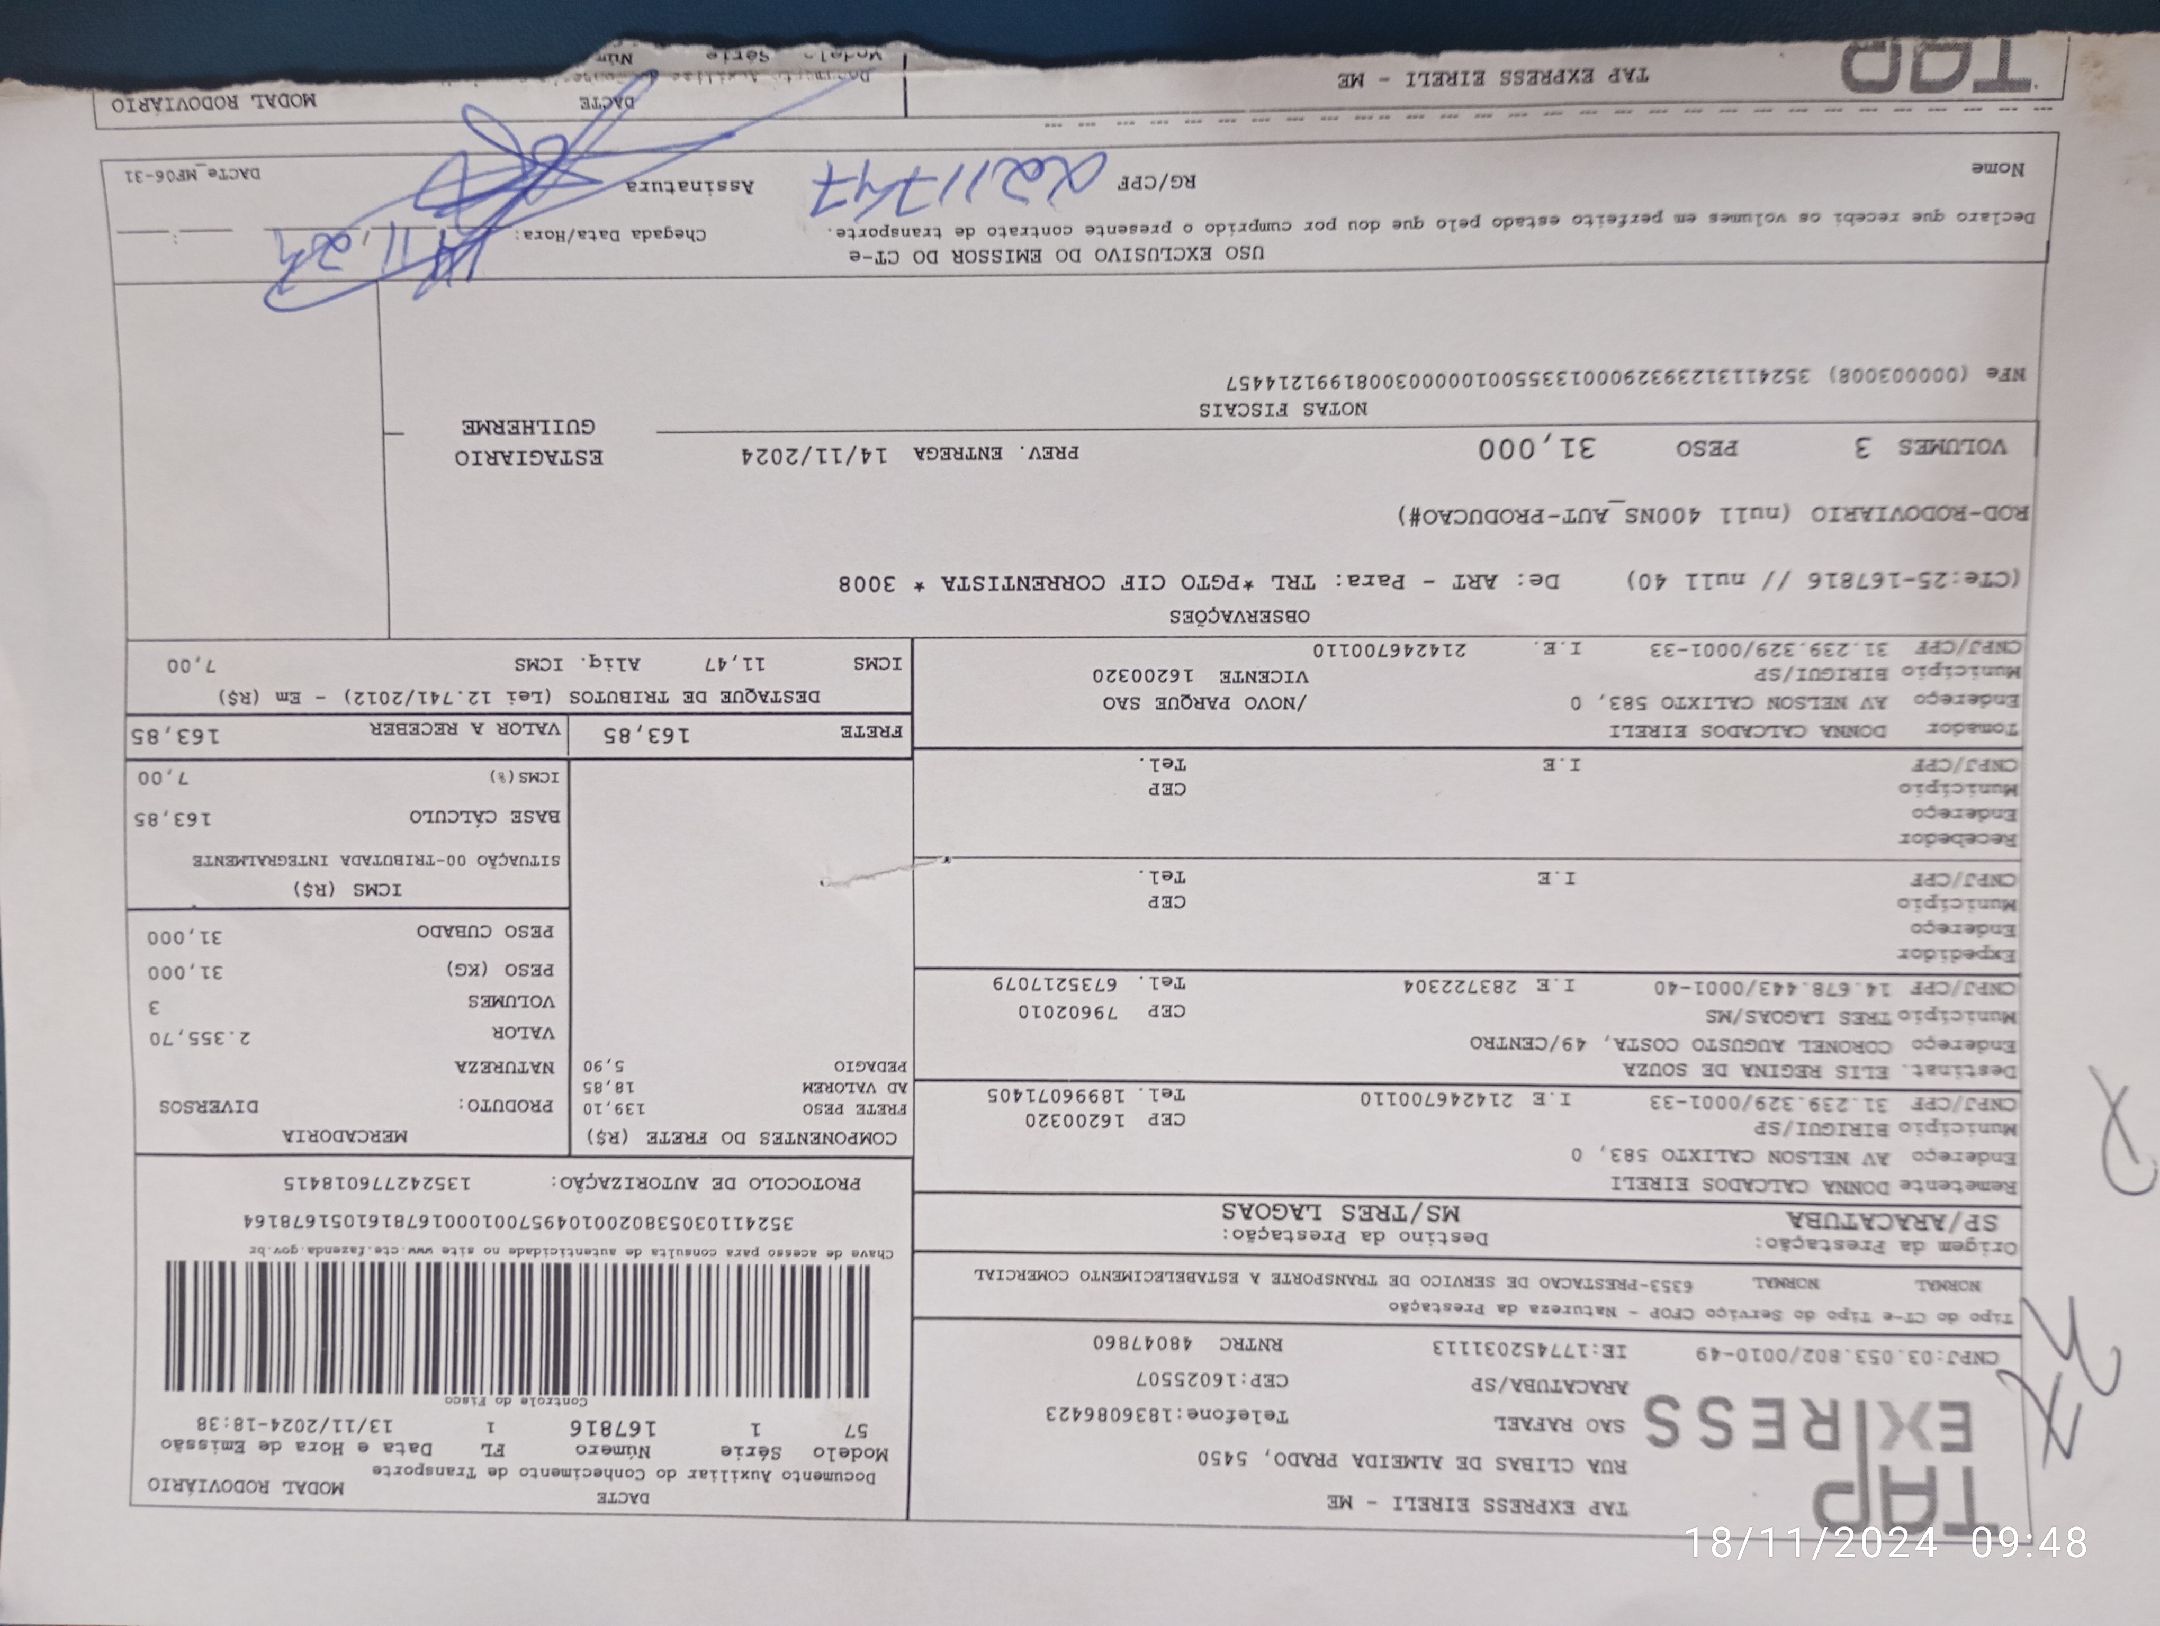 TAP
EXPRESS
TAP EXPRESS EIRELI - ME
RUA CLIBAS DE ALMEIDA PRADO, 5450
SAO RAFAEL Telefone:1836086423
ARACATUBA/SP CEP:16025507
CNPJ:03.053.802/0010-49 IE:177452031113 RNTRC 48047860
DACTE MODAL RODOVIÁRIO
Documento Auxiliar do Conhecimento de Transporte
Modelo Série Número FL Data e Hora de Emissão
57 1 167816 1 13/11/2024-18:38
Controle do Fisco
Chave de acesso para consulta de autenticidade no site www.cte.fazenda.gov.br
35241103053802001049570010001678161051678164
PROTOCOLO DE AUTORIZAÇÃO: 135242776018415
Tipo do CT-e Tipo do Serviço CFOP - Natureza da Prestação
NORMAL NORMAL 6353-PRESTACAO DE SERVICO DE TRANSPORTE A ESTABELECIMENTO COMERCIAL
Origem da Prestação: Destino da Prestação:
SP/ARACATUBA MS/TRES LAGOAS
Remetente DONNA CALCADOS EIRELI
Endereço AV NELSON CALIXTO 583, 0
Município BIRIGUI/SP CEP 16200320
CNPJ/CPF 31.239.329/0001-33 I.E 214246700110 Tel. 18996071405
Destinat. ELIS REGINA DE SOUZA
Endereço CORONEL AUGUSTO COSTA, 49/CENTRO
Município TRES LAGOAS/MS CEP 79602010
CNPJ/CPF 14.678.443/0001-40 I.E 283722304 Tel. 6735217079
Expedidor
Endereço
Município CEP
CNPJ/CPF I.E Tel.
Recebedor
Endereço
Município CEP
CNPJ/CPF I.E Tel.
Tomador DONNA CALCADOS EIRELI
Endereço AV NELSON CALIXTO 583, 0 /NOVO PARQUE SAO
Município BIRIGUI/SP VICENTE 16200320
CNPJ/CPF 31.239.329/0001-33 I.E. 214246700110
COMPONENTES DO FRETE (R$)
FRETE PESO 139,10
AD VALOREM 18,85
PEDAGIO 5,90
MERCADORIA
PRODUTO: DIVERSOS
NATUREZA
VALOR 2.355,70
VOLUMES 3
PESO (KG) 31,000
PESO CUBADO 31,000
ICMS (R$)
SITUAÇÃO 00-TRIBUTADA INTEGRALMENTE
BASE CÁLCULO 163,85
ICMS(%) 7,00
FRETE 163,85 VALOR A RECEBER 163,85
DESTAQUE DE TRIBUTOS (Lei 12.741/2012) - Em (R$)
ICMS 11,47 Aliq. ICMS 7,00
OBSERVAÇÕES
(CTe:25-167816 // null 40) De: ART - Para: TRL *PGTO CIF CORRENTISTA * 3008
ROD-RODOVIARIO (null 400NS_AUT-PRODUCAO#)
VOLUMES 3 PESO 31,000 PREV. ENTREGA 14/11/2024
ESTAGIARIO
GUILHERME
NOTAS FISCAIS
NFe (000003008) 35241131239329000133550010000030081991214457
USO EXCLUSIVO DO EMISSOR DO CT-e
Declaro que recebi os volumes em perfeito estado pelo que dou por cumprido o presente contrato de transporte.
Chegada Data/Hora:
Nome RG/CPF Assinatura
DACTe_MF06-31
TAP
TAP EXPRESS EIRELI - ME
DACTE MODAL RODOVIÁRIO
Modelo Série
18/11/2024 09:48